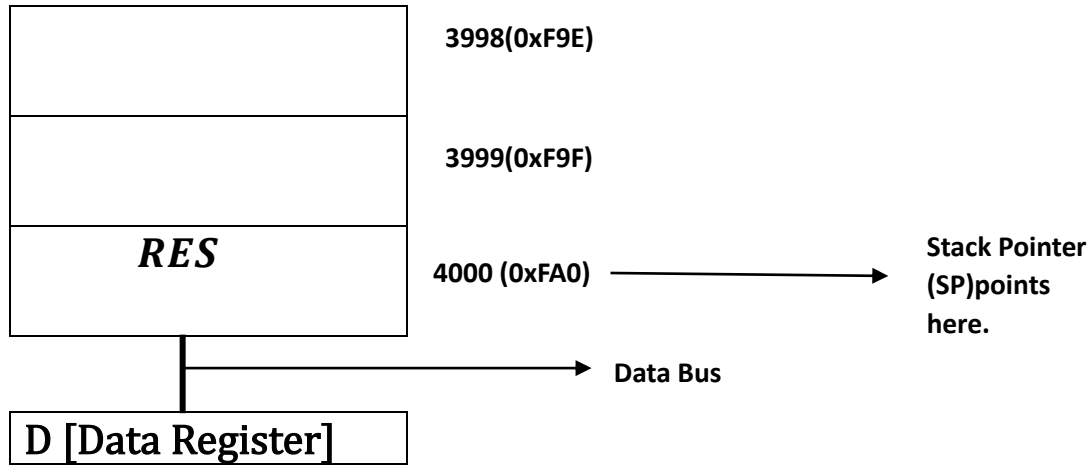 3998(0xF9E)
3999(0xF9F)
RES
4000 (0xFA0)
Stack Pointer
(SP)points
here.
Data Bus
D [Data Register]